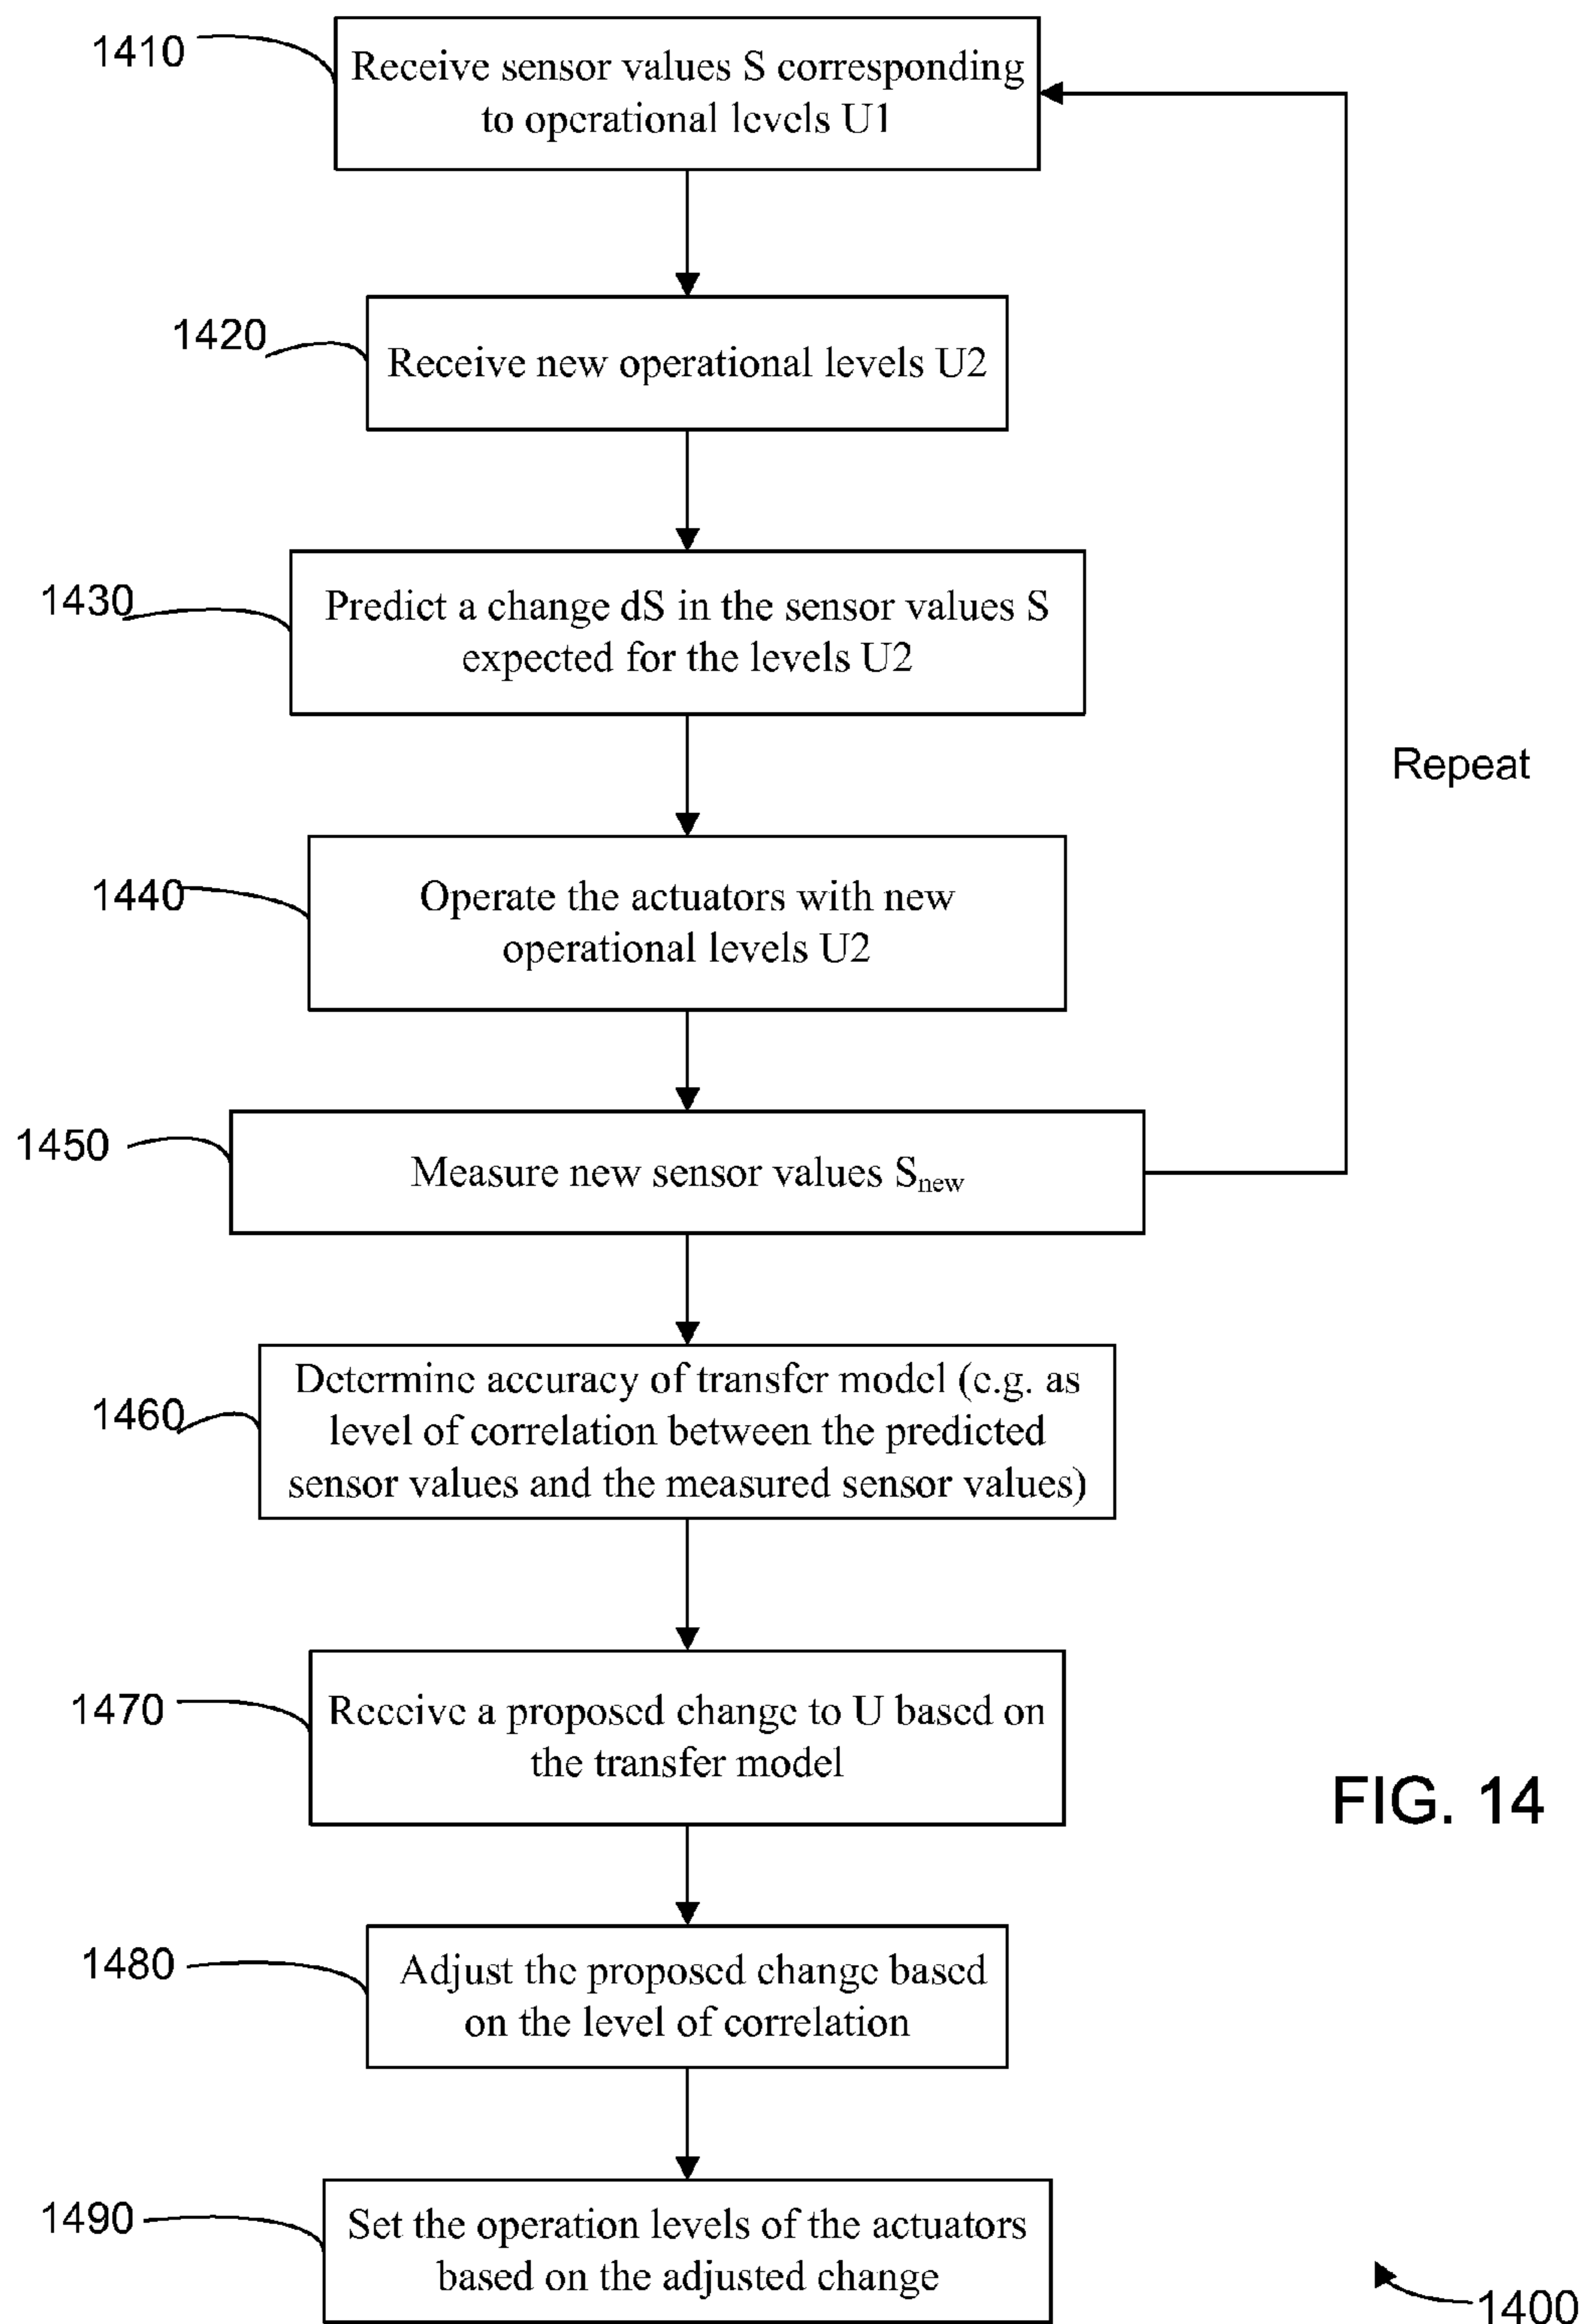 1410
Receive sensor values S corresponding
to operational levels U1
1420
Receive new operational levels U2
1430
Predict a change dS in the sensor values S
expected for the levels U2
Repeat
1440
Operate the actuators with new
operational levels U2
1450
Measure new sensor values Snew
1460
Determine accuracy of transfer model (e.g. as
level of correlation between the predicted
sensor values and the measured sensor values)
1470
Receive a proposed change to U based on
the transfer model
FIG. 14
1480
Adjust the proposed change based
on the level of correlation
1490
Set the operation levels of the actuators
based on the adjusted change
1400